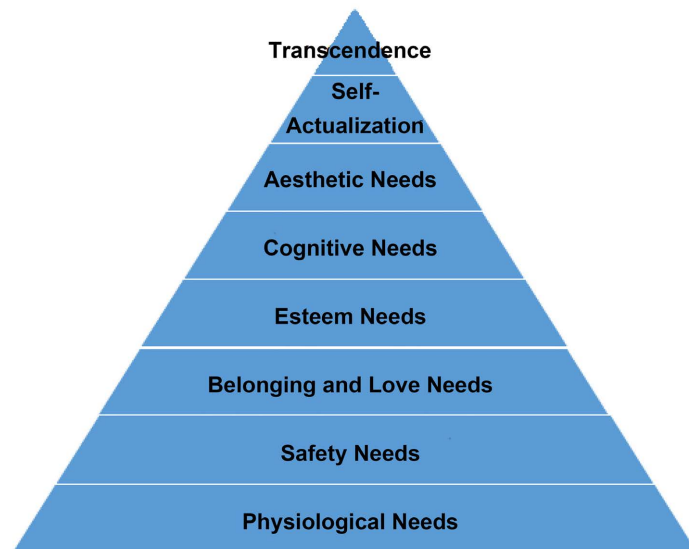 Transcendence
Self-
Actualization
Aesthetic Needs
Cognitive Needs
Esteem Needs
Belonging and Love Needs
Safety Needs
Physiological Needs